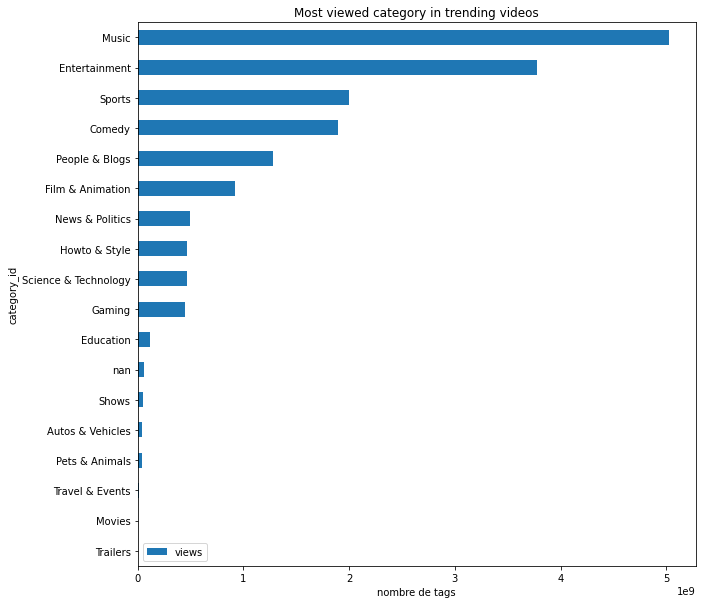 Most viewed category in trending videos
Music
Entertainment
Sports
Comedy
People & Blogs
Film & Animation
News & Politics
Howto & Style
Science & Technology
Gaming
Education
nan
Shows
Autos & Vehicles
Pets & Animals
Travel & Events
Movies
Trailers
category_id
views
0 1 2 3 4 5
1e9
nombre de tags